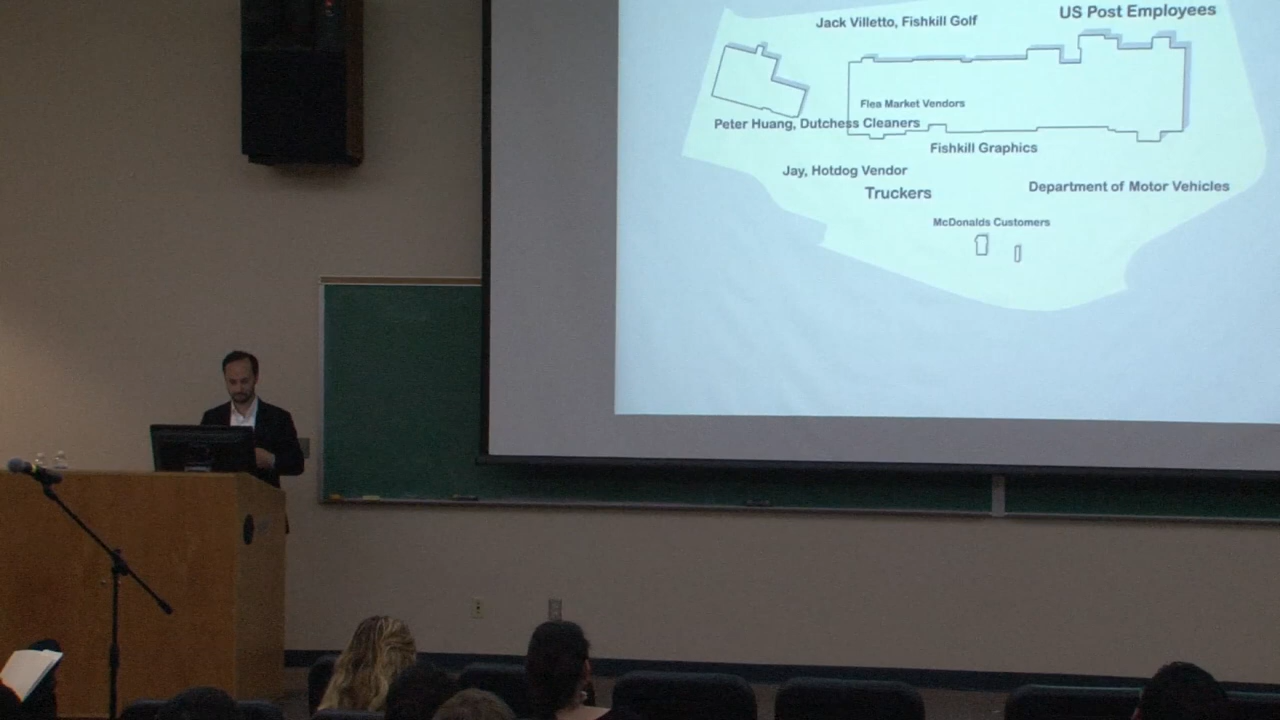 Jack Villetto, Fishkill Golf
US Post Employees
Flea Market Vendors
Peter Huang, Dutchess Cleaners
Fishkill Graphics
Jay, Hotdog Vendor
Truckers
Department of Motor Vehicles
McDonalds Customers